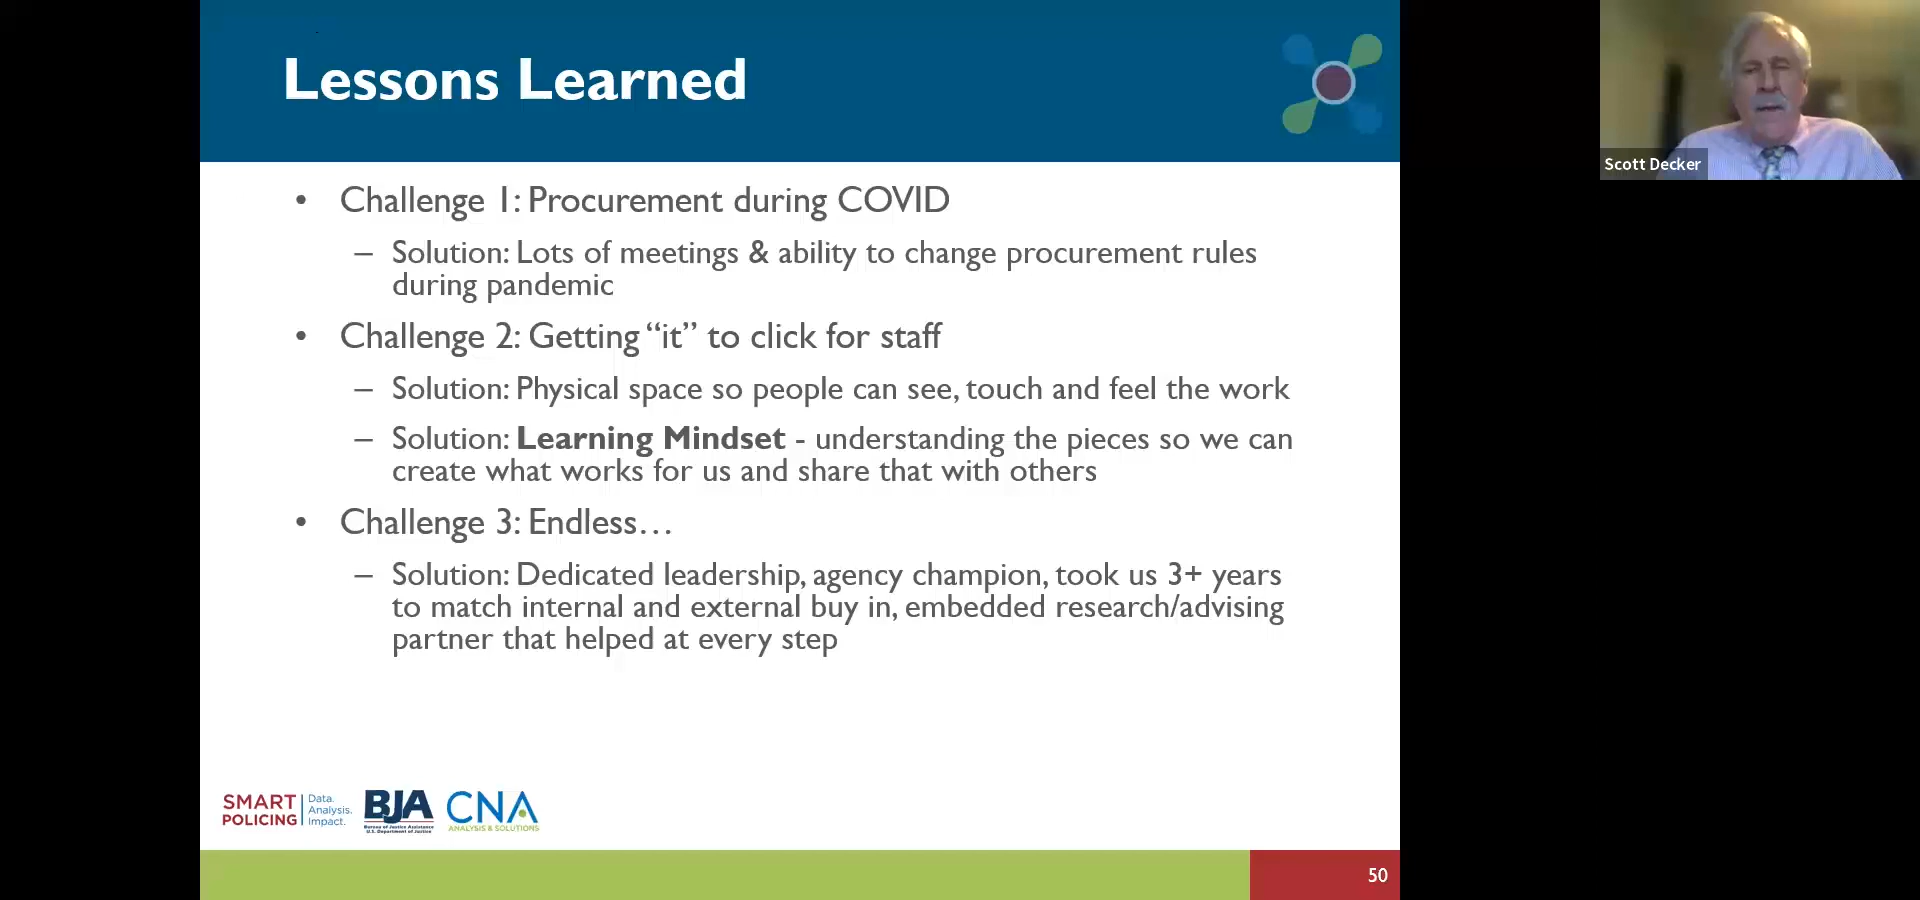 Lessons Learned
• Challenge 1: Procurement during COVID
– Solution: Lots of meetings & ability to change procurement rules
during pandemic
• Challenge 2: Getting “it” to click for staff
– Solution: Physical space so people can see, touch and feel the work
– Solution: Learning Mindset - understanding the pieces so we can
create what works for us and share that with others
• Challenge 3: Endless…
– Solution: Dedicated leadership, agency champion, took us 3+ years
to match internal and external buy in, embedded research/advising
partner that helped at every step
SMART
POLICING
Data.
Analysis.
Impact.
BJA
Bureau of Justice Assistance
U.S. Department of Justice
CNA
ANALYSIS & SOLUTIONS
50
Scott Decker